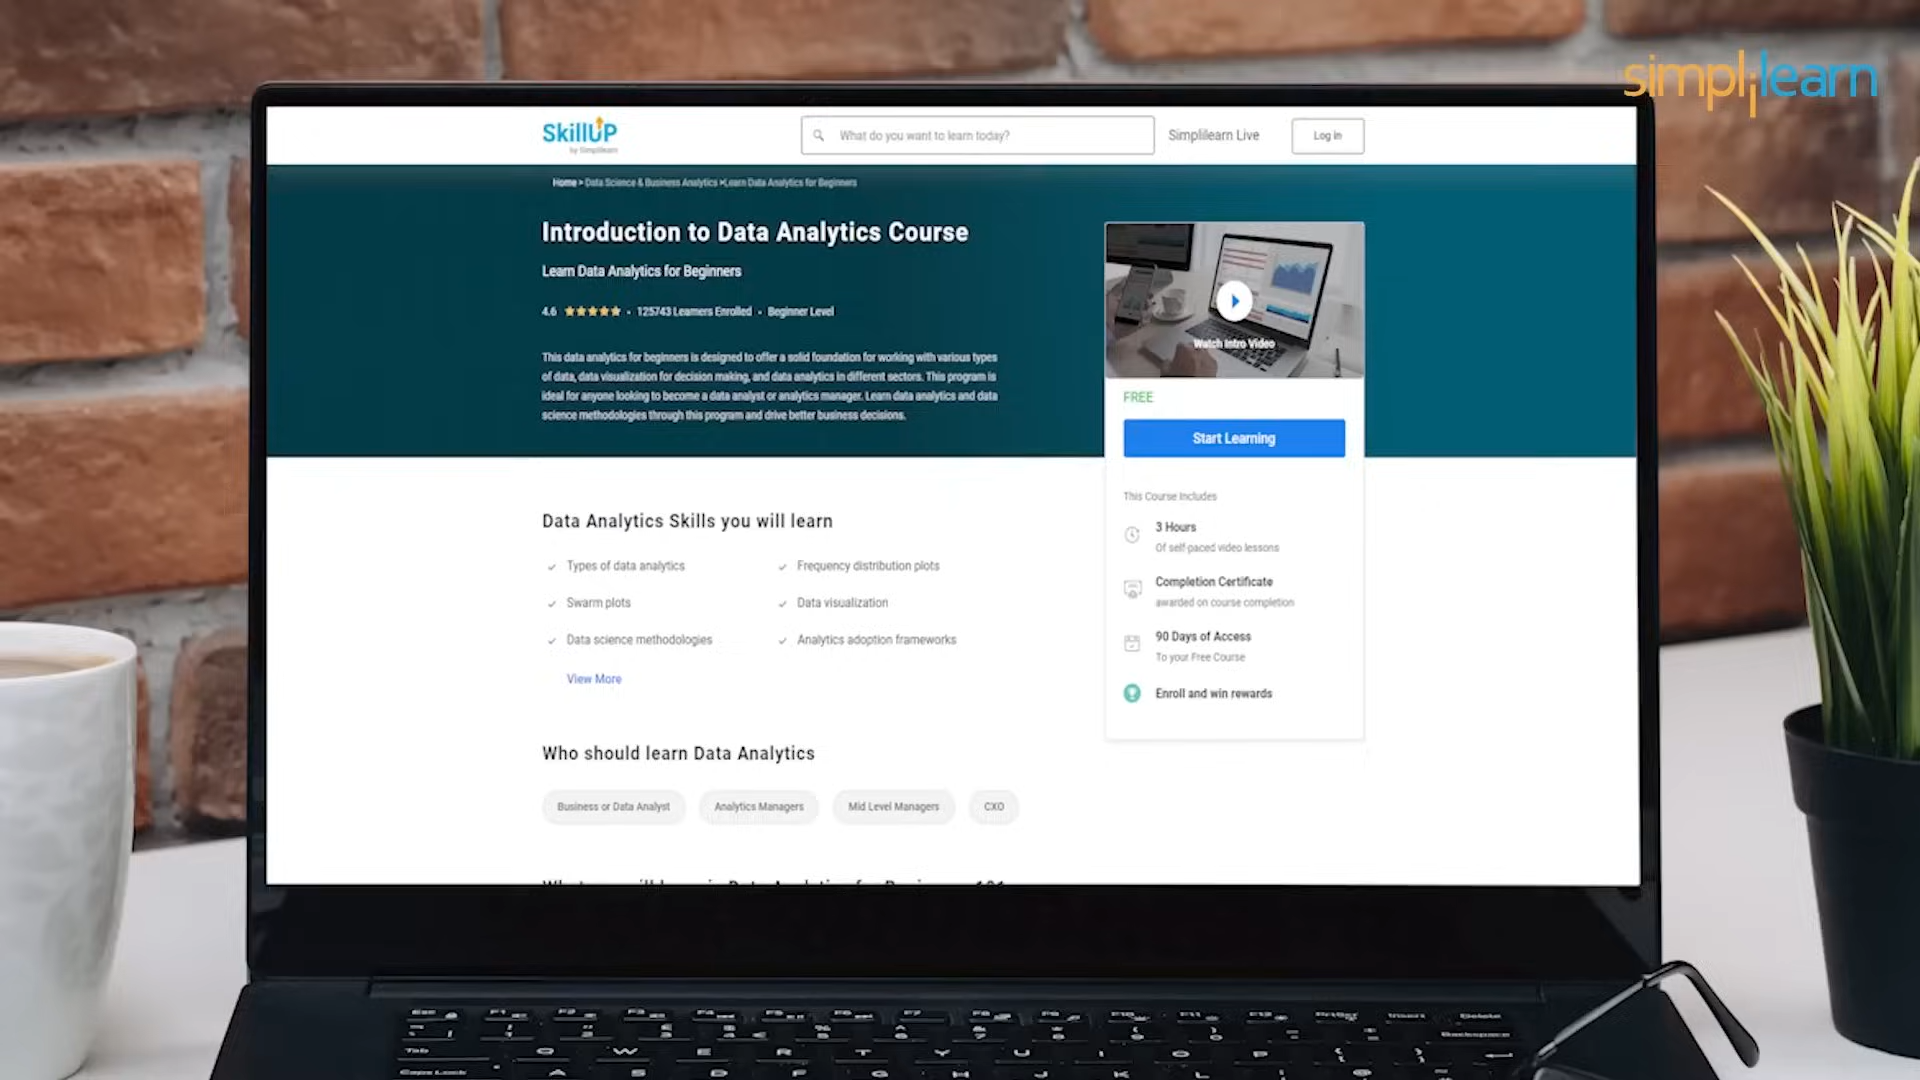 simplilearn
SkillUP
by Simplilearn
What do you want to learn today?
Simplilearn Live
Log in
Home > Data Science & Business Analytics >Learn Data Analytics for Beginners
Introduction to Data Analytics Course
Learn Data Analytics for Beginners
4.6
• 125743 Learners Enrolled • Beginner Level
This data analytics for beginners is designed to offer a solid foundation for working with various types
of data, data visualization for decision making, and data analytics in different sectors. This program is
ideal for anyone looking to become a data analyst or analytics manager. Learn data analytics and data
science methodologies through this program and drive better business decisions.
Watch Intro Video
FREE
Start Learning
This Course Includes
3 Hours
Of self-paced video lessons
Completion Certificate
awarded on course completion
90 Days of Access
To your Free Course
Enroll and win rewards
Data Analytics Skills you will learn
Types of data analytics
Frequency distribution plots
Swarm plots
Data visualization
Data science methodologies
Analytics adoption frameworks
View More
Who should learn Data Analytics
Business or Data Analyst
Analytics Managers
Mid Level Managers
CXO